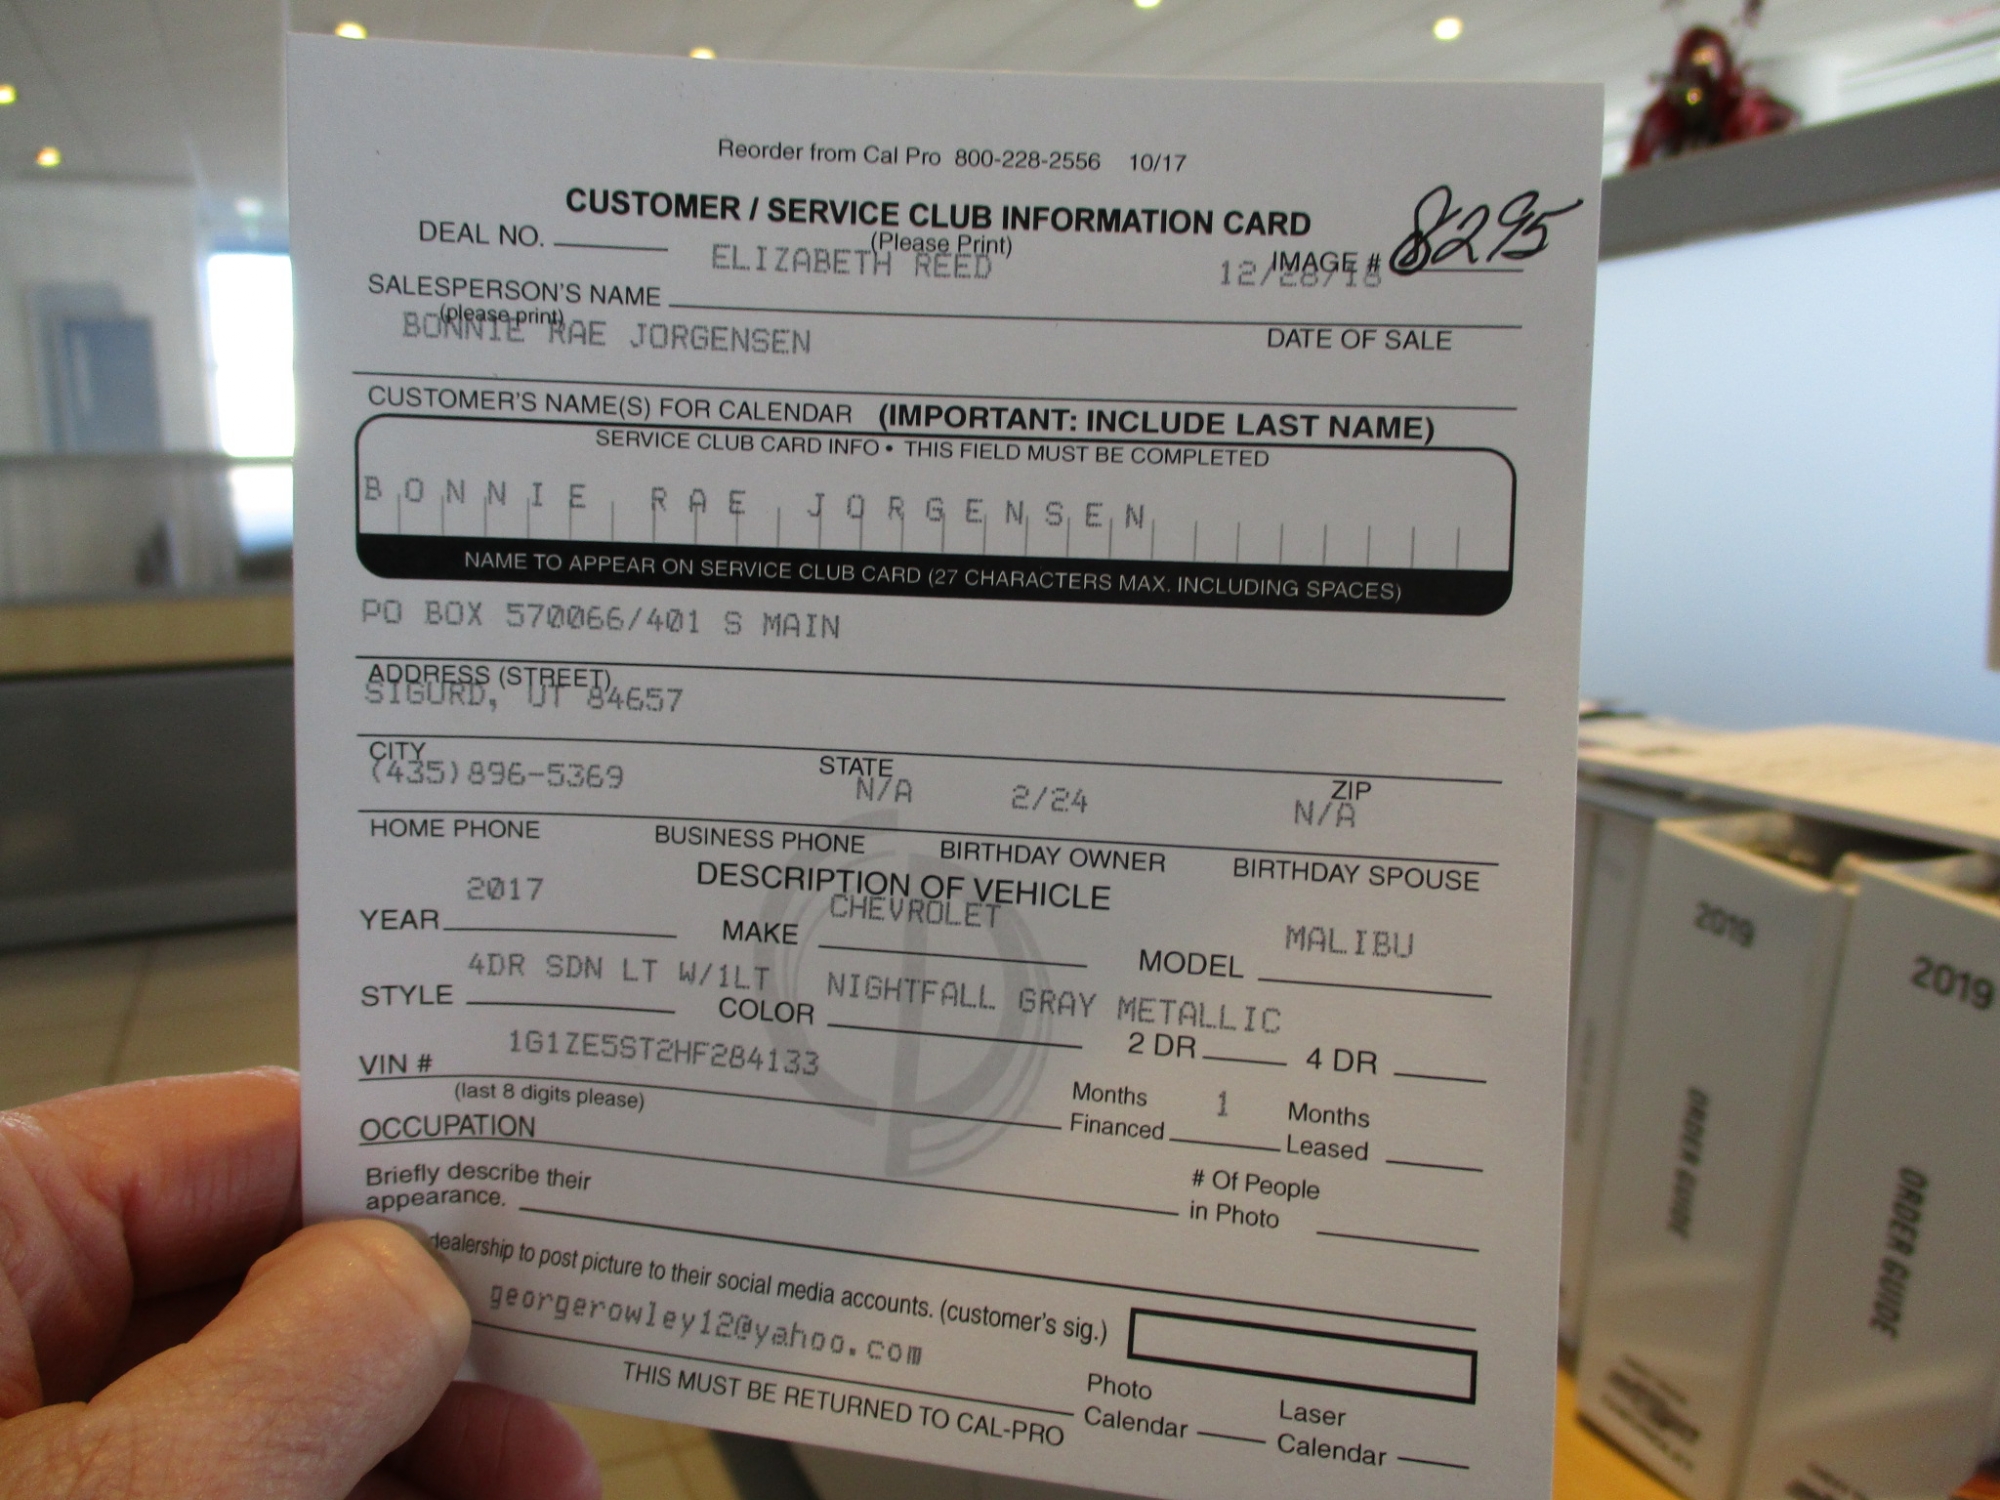 Reorder from Cal Pro 800-228-2556 10/17
CUSTOMER / SERVICE CLUB INFORMATION CARD
(Please Print)
DEAL NO.
ELIZABETH REED
12/28/18
IMAGE # 8295
SALESPERSON'S NAME
(please print)
BONNIE RAE JORGENSEN
DATE OF SALE
CUSTOMER'S NAME(S) FOR CALENDAR (IMPORTANT: INCLUDE LAST NAME)
SERVICE CLUB CARD INFO • THIS FIELD MUST BE COMPLETED
BONNIE RAE JORGENSEN
NAME TO APPEAR ON SERVICE CLUB CARD (27 CHARACTERS MAX. INCLUDING SPACES)
PO BOX 570066/401 S MAIN
ADDRESS (STREET)
SIGURD, UT 84657
CITY STATE ZIP
(435)896-5369 N/A 2/24 N/A
HOME PHONE BUSINESS PHONE BIRTHDAY OWNER BIRTHDAY SPOUSE
DESCRIPTION OF VEHICLE
2017 CHEVROLET MALIBU
YEAR MAKE MODEL
4DR SDN LT W/1LT NIGHTFALL GRAY METALLIC
STYLE COLOR 2 DR 4 DR
1G1ZE5ST2HF284133
VIN #
(last 8 digits please)
Months Financed 1 Months Leased
OCCUPATION
Briefly describe their appearance.
# Of People in Photo
dealership to post picture to their social media accounts. (customer's sig.)
georgerowley12@yahoo.com
THIS MUST BE RETURNED TO CAL-PRO
Photo Calendar
Laser Calendar
2019
ORDER GUIDE
2019
ORDER GUIDE